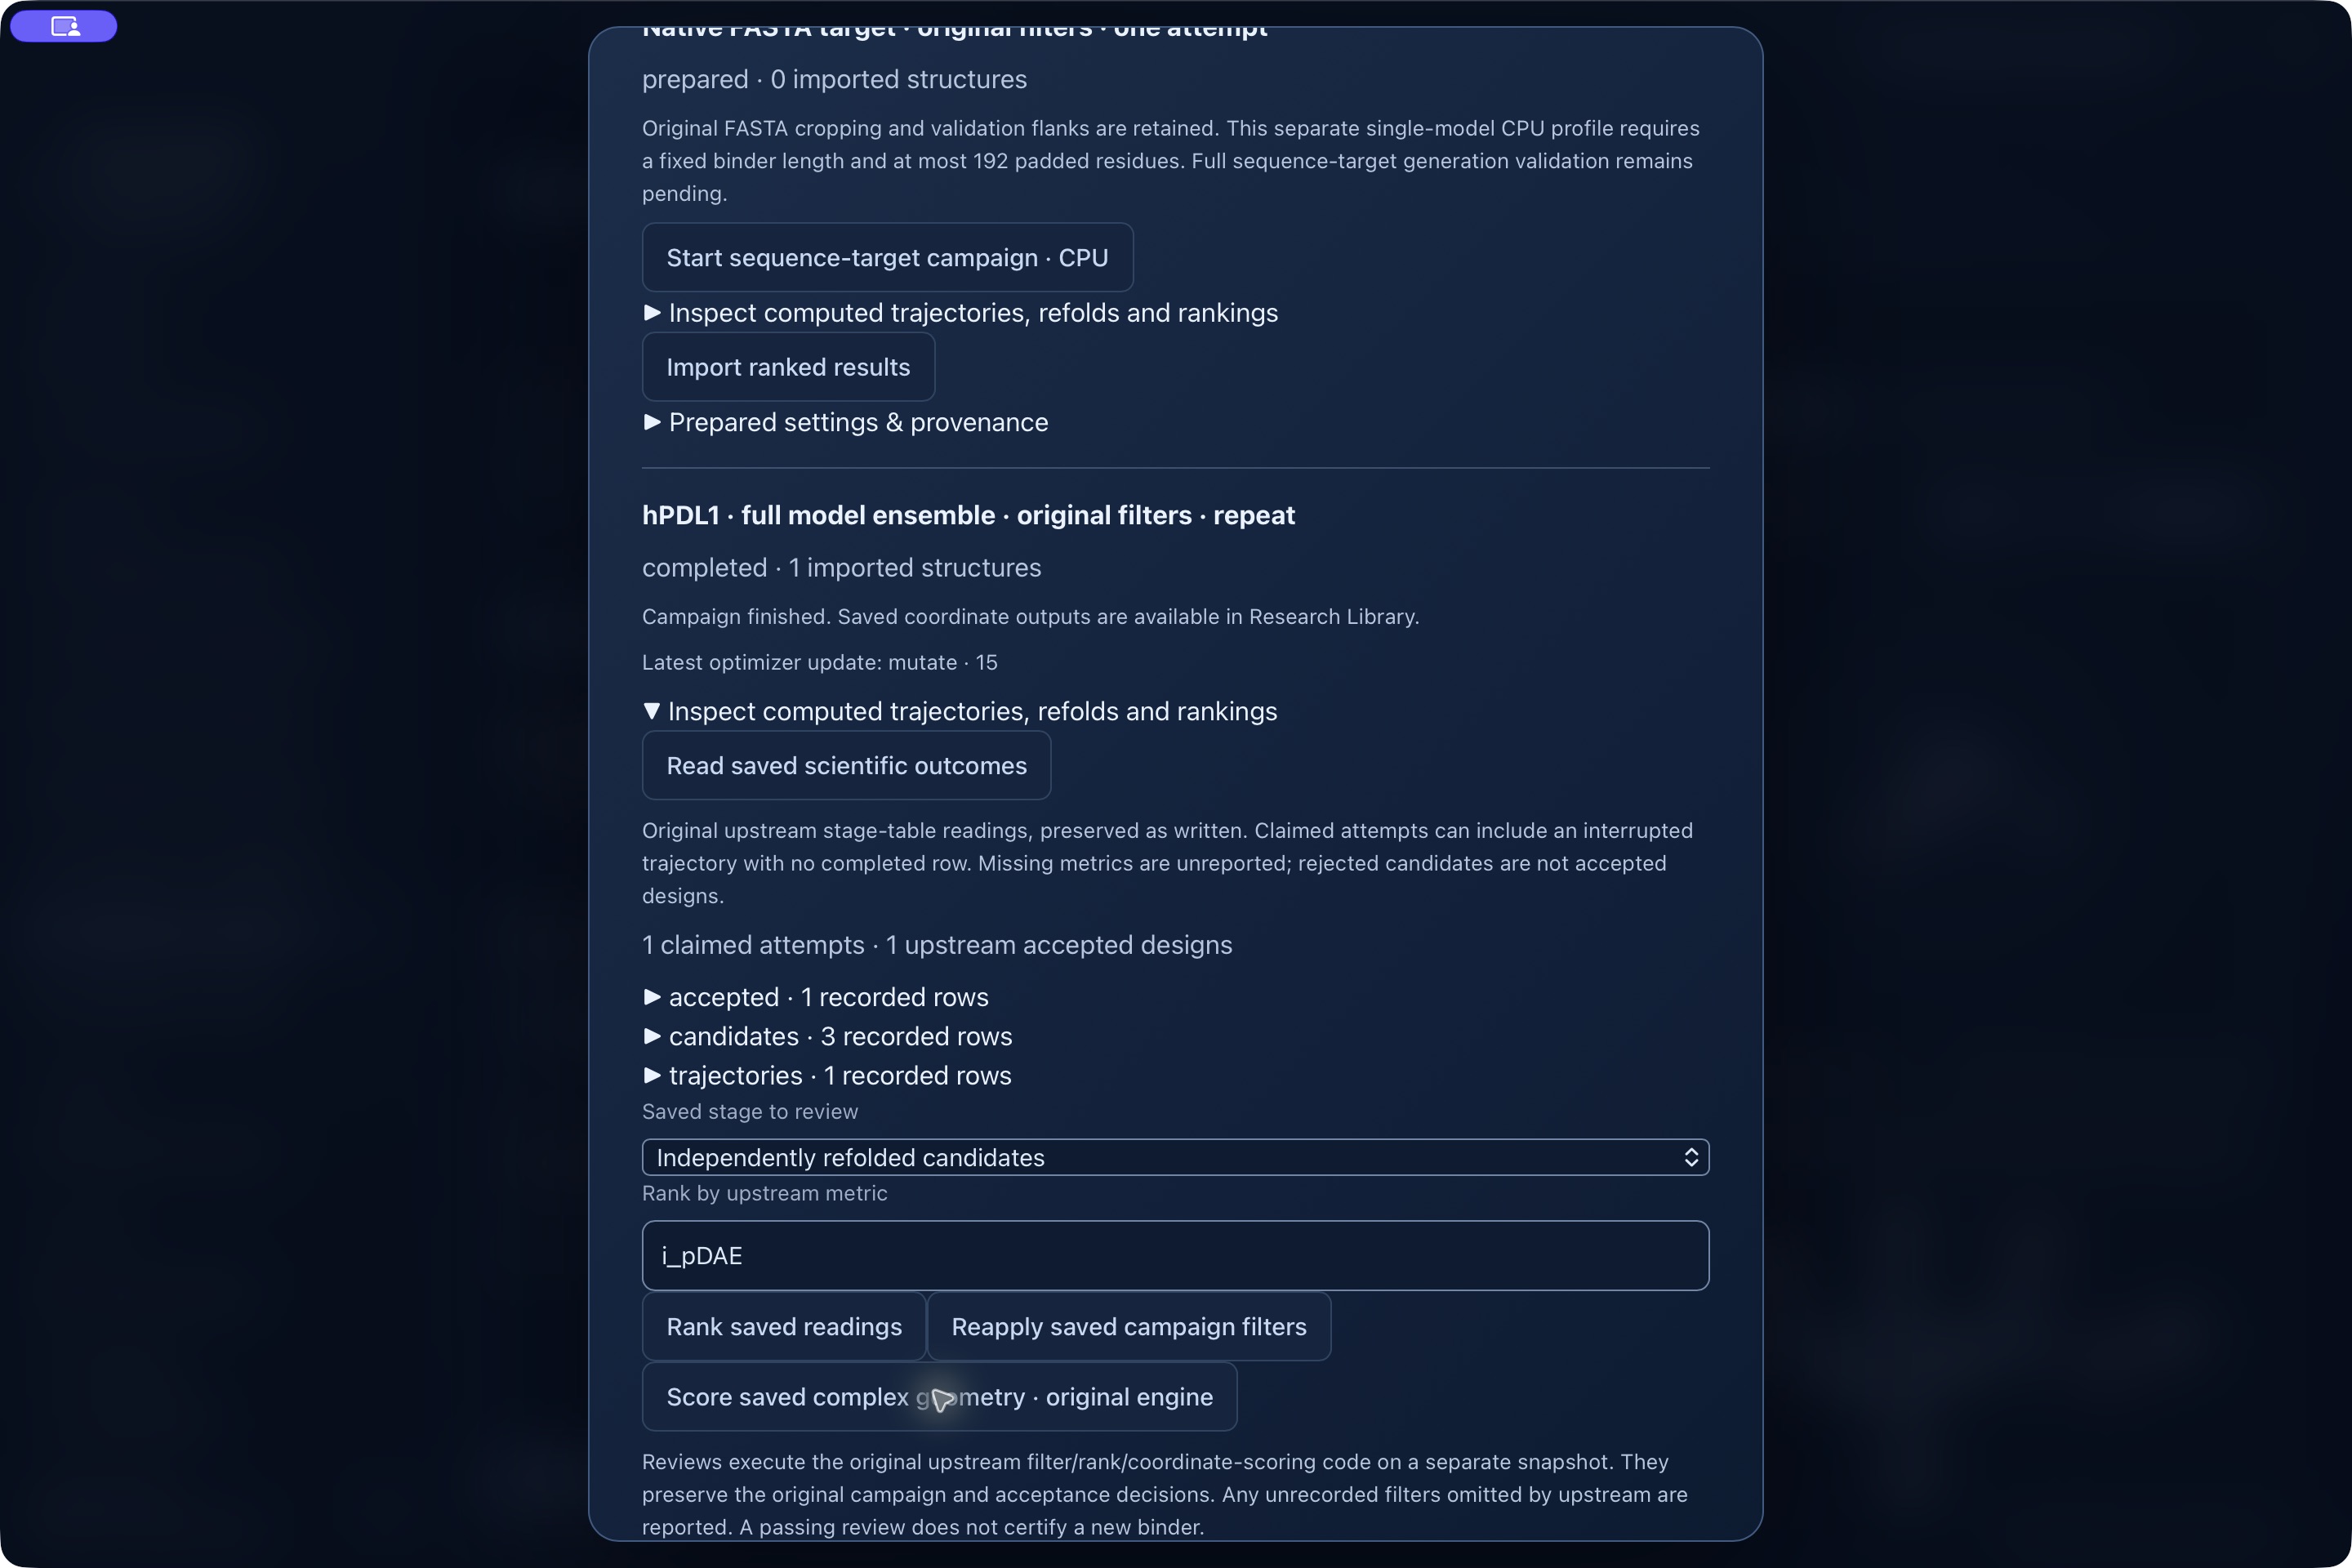 Native FASTA target · original filters · one attempt
prepared · 0 imported structures
Original FASTA cropping and validation flanks are retained. This separate single-model CPU profile requires
a fixed binder length and at most 192 padded residues. Full sequence-target generation validation remains
pending.
Start sequence-target campaign · CPU
Inspect computed trajectories, refolds and rankings
Import ranked results
Prepared settings & provenance
hPDL1 · full model ensemble · original filters · repeat
completed · 1 imported structures
Campaign finished. Saved coordinate outputs are available in Research Library.
Latest optimizer update: mutate · 15
Inspect computed trajectories, refolds and rankings
Read saved scientific outcomes
Original upstream stage-table readings, preserved as written. Claimed attempts can include an interrupted
trajectory with no completed row. Missing metrics are unreported; rejected candidates are not accepted
designs.
1 claimed attempts · 1 upstream accepted designs
accepted · 1 recorded rows
candidates · 3 recorded rows
trajectories · 1 recorded rows
Saved stage to review
Independently refolded candidates
Rank by upstream metric
i_pDAE
Rank saved readings Reapply saved campaign filters
Score saved complex geometry · original engine
Reviews execute the original upstream filter/rank/coordinate-scoring code on a separate snapshot. They
preserve the original campaign and acceptance decisions. Any unrecorded filters omitted by upstream are
reported. A passing review does not certify a new binder.